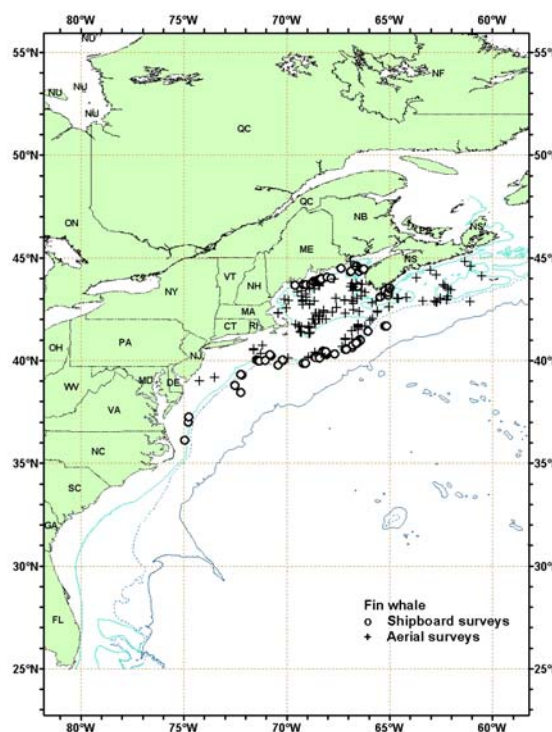 80°W 75°W 70°W 65°W 60°W
55°N 55°N
NU
NU
NU
NF
QC
50°N 50°N
QC
ON
NB
NS
45°N 45°N
ME
NS
VT
NH
NY
MA
CT RI
PA
OH
NJ
40°N 40°N
MD DE
WV
VA
NC
35°N 35°N
SC
GA
30°N 30°N
FL
Fin whale
Shipboard surveys
Aerial surveys
25°N 25°N
80°W 75°W 70°W 65°W 60°W